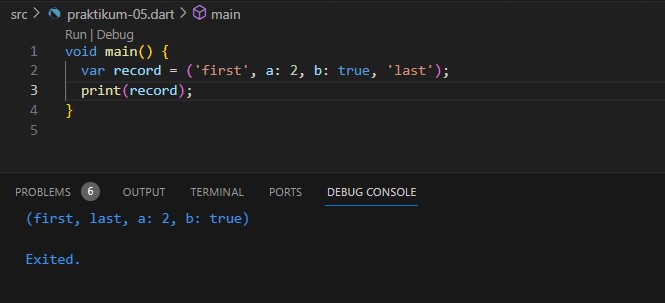 src > praktikum-05.dart > main
Run | Debug
1 void main() {
2 var record = ('first', a: 2, b: true, 'last');
3 print(record);
4 }
5
PROBLEMS 6 OUTPUT TERMINAL PORTS DEBUG CONSOLE
(first, last, a: 2, b: true)
Exited.